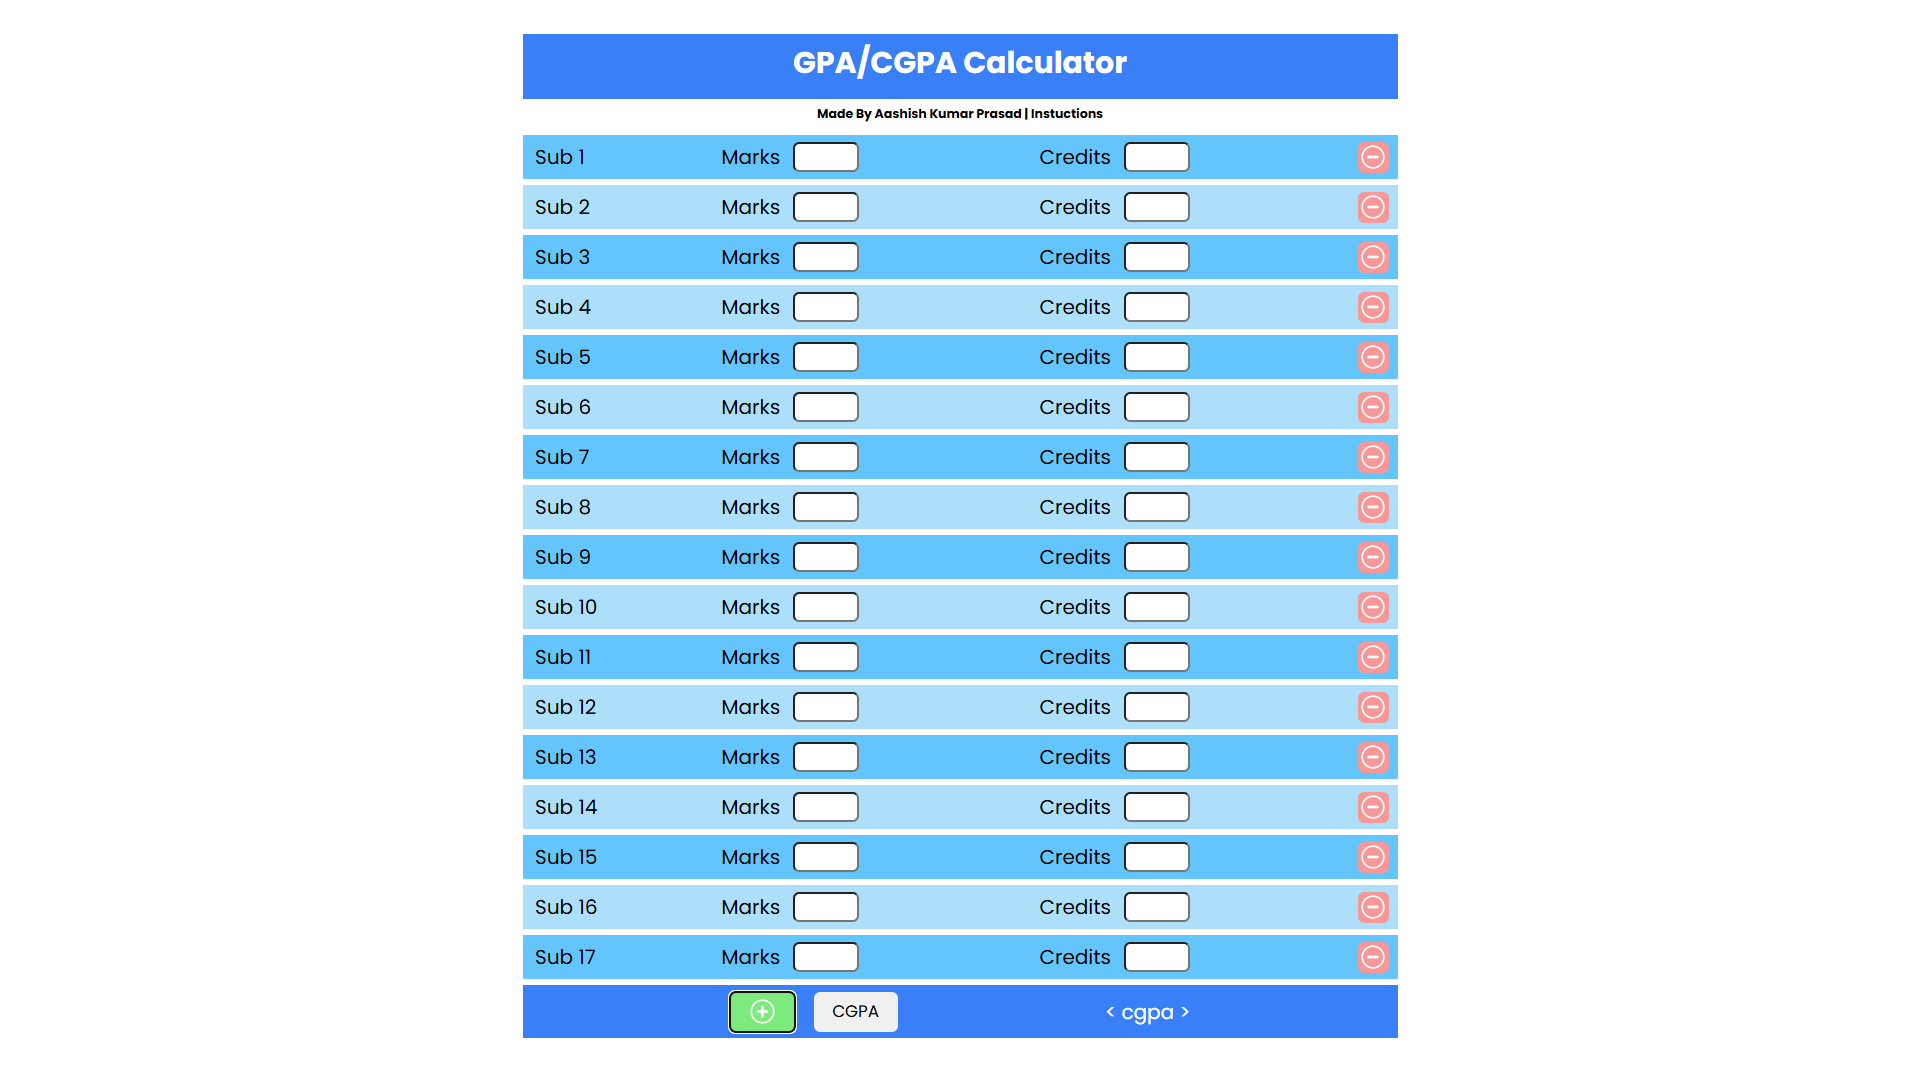 GPA/CGPA Calculator
Made By Aashish Kumar Prasad | Instuctions
Sub 1 Marks Credits
Sub 2 Marks Credits
Sub 3 Marks Credits
Sub 4 Marks Credits
Sub 5 Marks Credits
Sub 6 Marks Credits
Sub 7 Marks Credits
Sub 8 Marks Credits
Sub 9 Marks Credits
Sub 10 Marks Credits
Sub 11 Marks Credits
Sub 12 Marks Credits
Sub 13 Marks Credits
Sub 14 Marks Credits
Sub 15 Marks Credits
Sub 16 Marks Credits
Sub 17 Marks Credits
CGPA < cgpa >